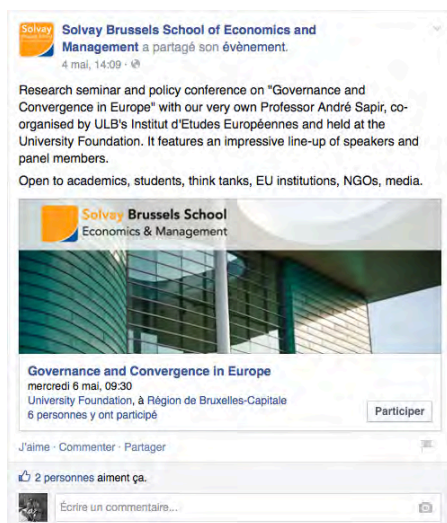 Solvay Brussels School of Economics and
Management a partagé son évènement.
4 mai, 14:09 ·
Research seminar and policy conference on "Governance and
Convergence in Europe" with our very own Professor André Sapir, co-
organised by ULB's Institut d'Etudes Européennes and held at the
University Foundation. It features an impressive line-up of speakers and
panel members.
Open to academics, students, think tanks, EU institutions, NGOs, media.
Solvay Brussels School
Economics & Management
Governance and Convergence in Europe
mercredi 6 mai, 09:30
University Foundation, à Région de Bruxelles-Capitale
6 personnes y ont participé
Participer
J'aime · Commenter · Partager
2 personnes aiment ça.
Écrire un commentaire...